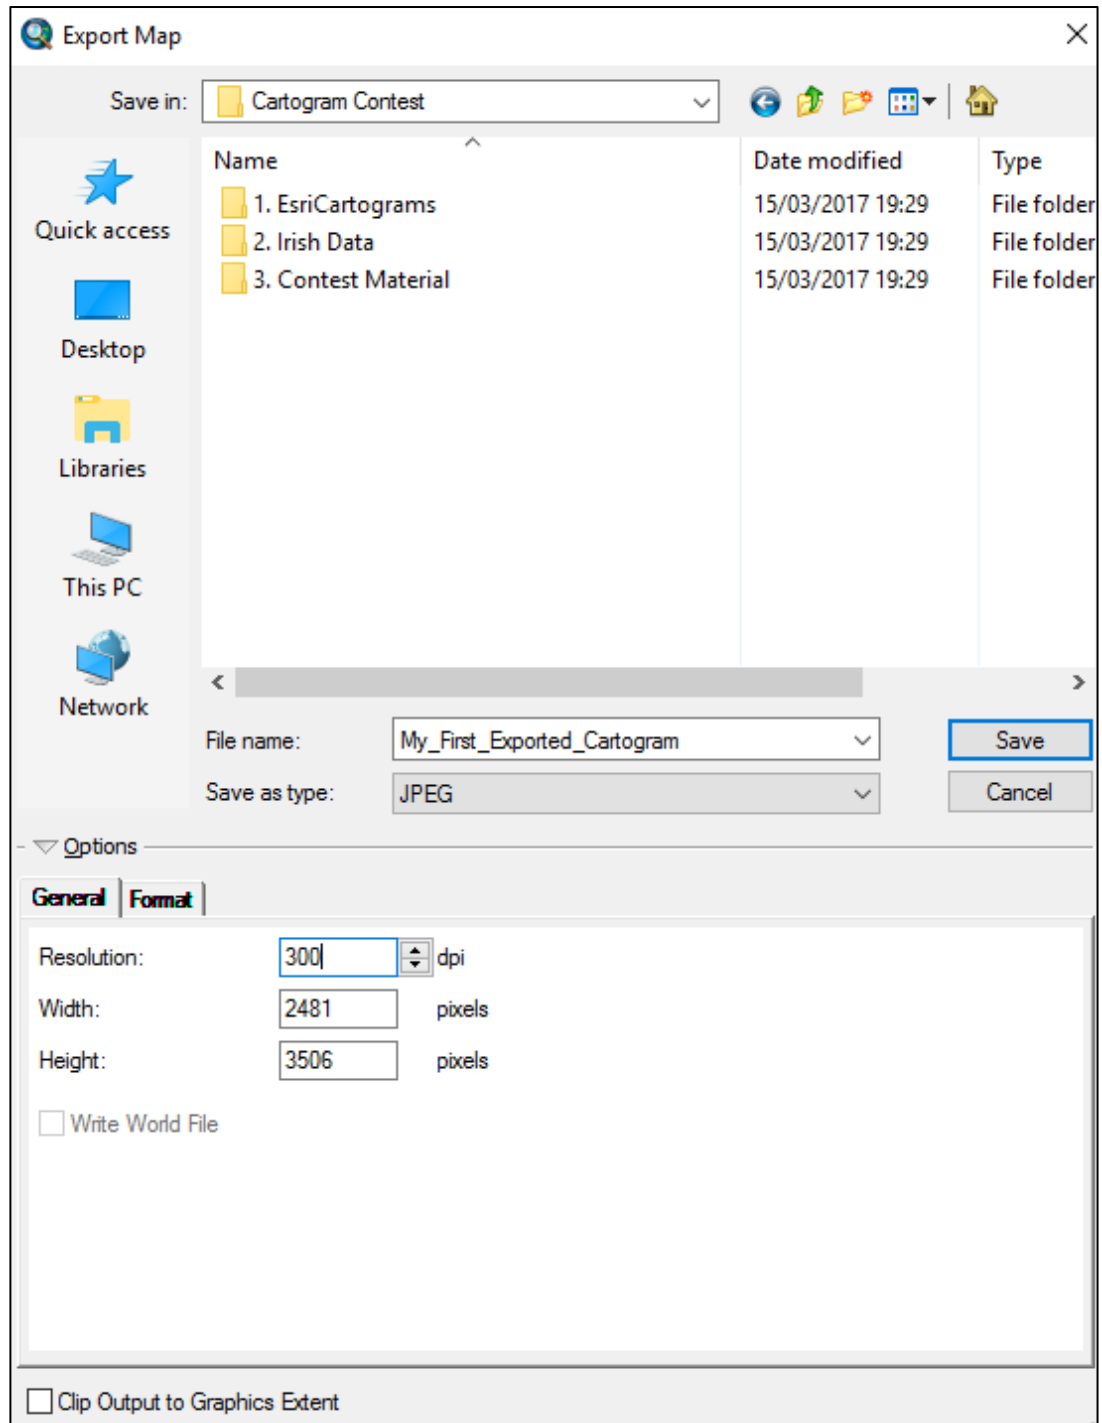 Export Map
Save in: Cartogram Contest
Name Date modified Type
1. EsriCartograms 15/03/2017 19:29 File folder
2. Irish Data 15/03/2017 19:29 File folder
3. Contest Material 15/03/2017 19:29 File folder
Quick access
Desktop
Libraries
This PC
Network
File name: My_First_Exported_Cartogram Save
Save as type: JPEG Cancel
Options
General Format
Resolution: 300 dpi
Width: 2481 pixels
Height: 3506 pixels
Write World File
Clip Output to Graphics Extent